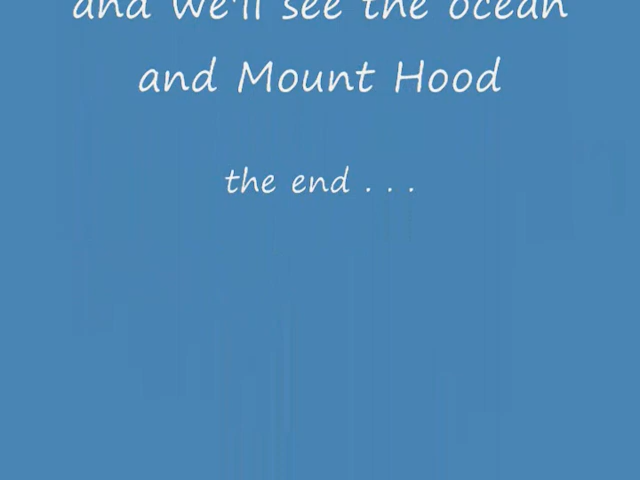 and we'll see the ocean
and Mount Hood
the end . . .